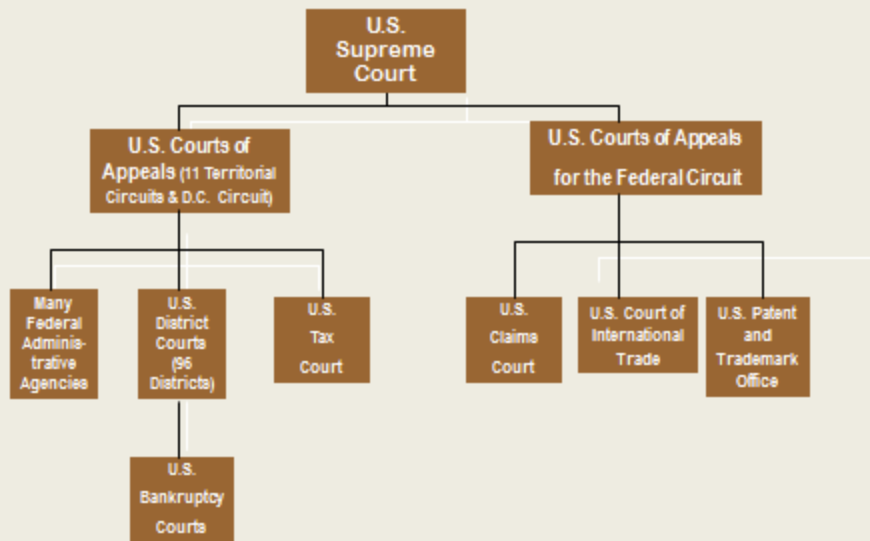 U.S.
Supreme
Court
U.S. Courts of
Appeals (11 Territorial
Circuits & D.C. Circuit)
U.S. Courts of Appeals
for the Federal Circuit
Many
Federal
Adminis-
trative
Agencies
U.S.
District
Courts
(96
Districts)
U.S.
Tax
Court
U.S.
Claims
Court
U.S. Court of
International
Trade
U.S. Patent
and
Trademark
Office
U.S.
Bankruptcy
Courts